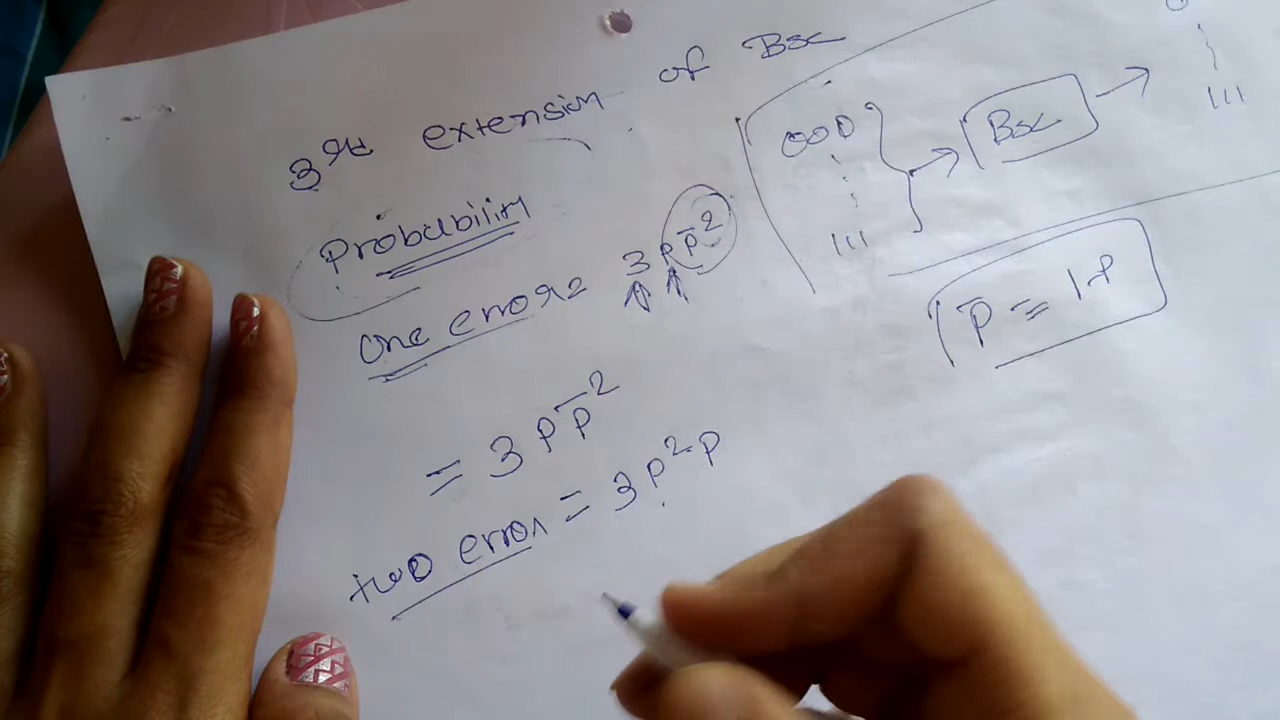 3rd extension of BSC
Probability
one error = 3 p p̅²
= 3 p p̅²
two error = 3 p² p
000
⋮
111
BSC
111
p̅ = 1-p